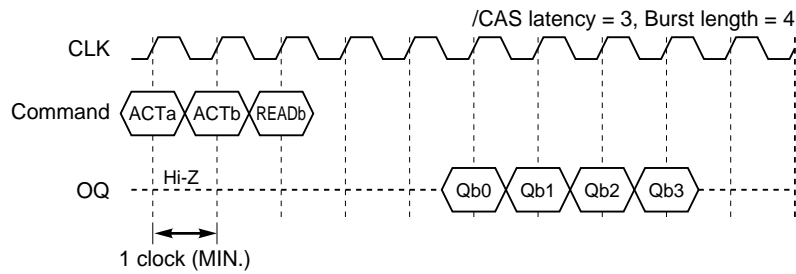 /CAS latency = 3, Burst length = 4
CLK
Command ACTa ACTb READb
Hi-Z
OQ Qb0 Qb1 Qb2 Qb3
1 clock (MIN.)